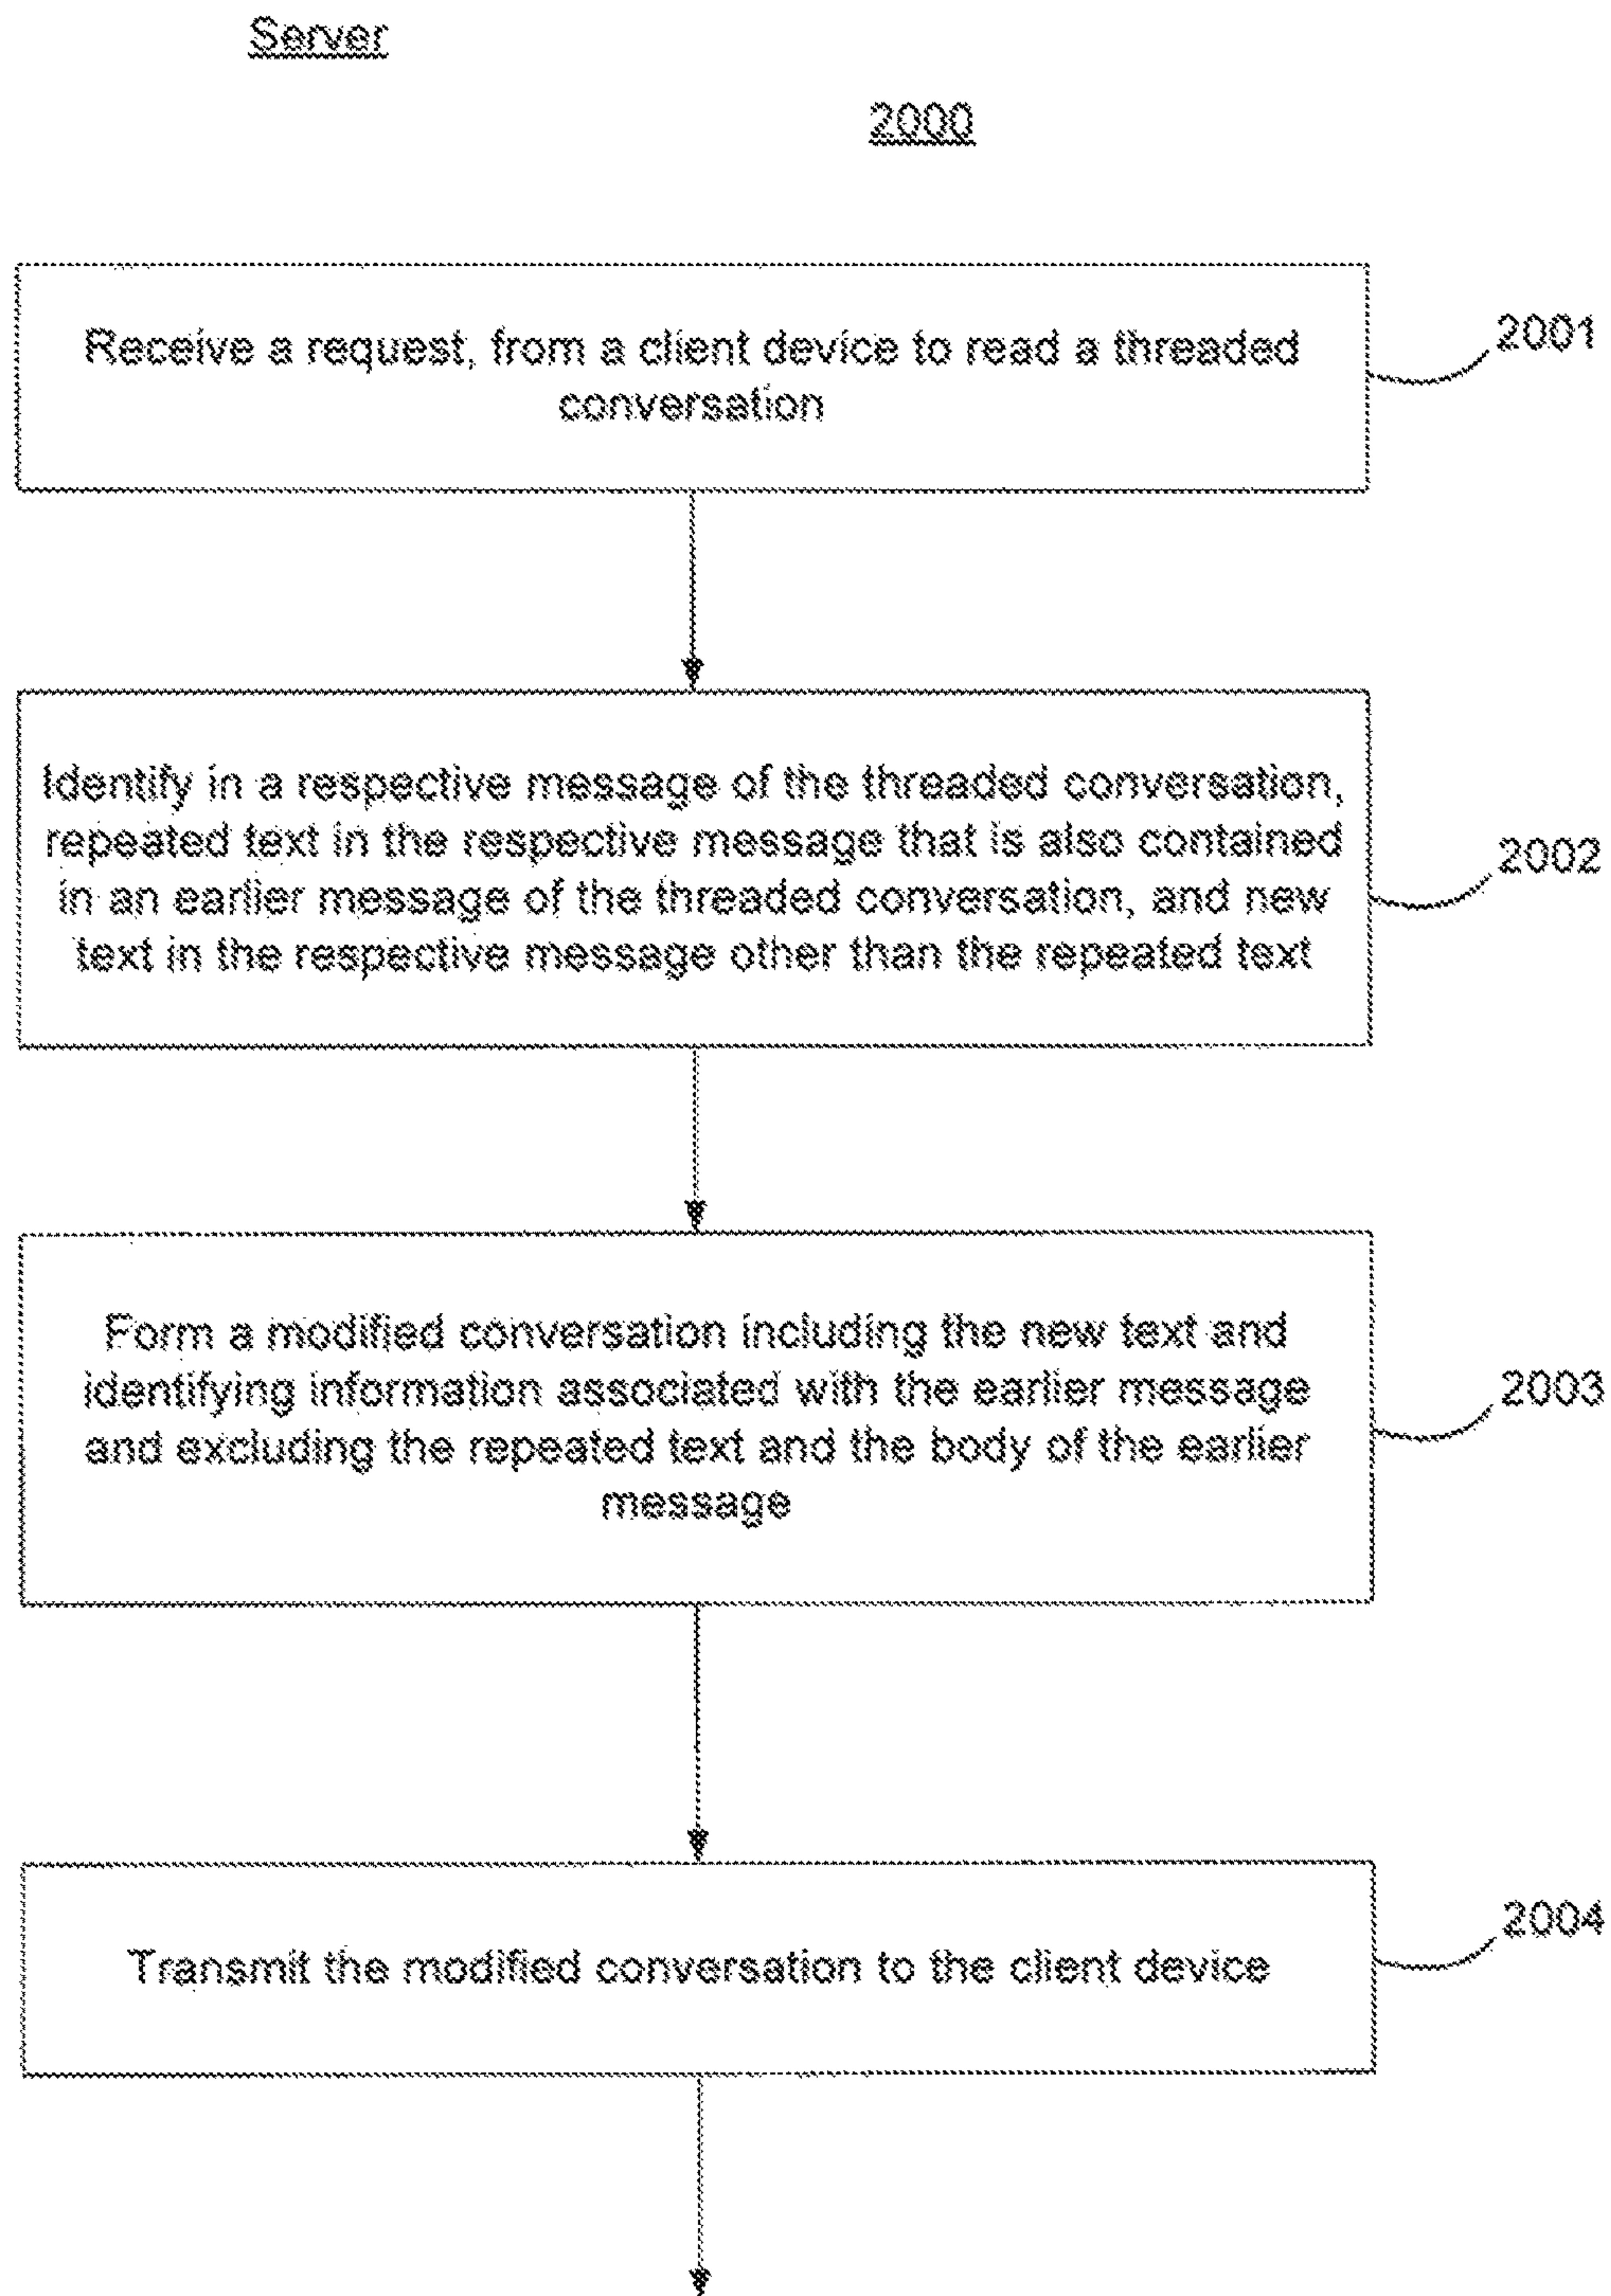 Server
2000
Receive a request, from a client device to read a threaded
conversation
2001
Identify in a respective message of the threaded conversation,
repeated text in the respective message that is also contained
in an earlier message of the threaded conversation, and new
text in the respective message other than the repeated text
2002
Form a modified conversation including the new text and
identifying information associated with the earlier message
and excluding the repeated text and the body of the earlier
message
2003
Transmit the modified conversation to the client device
2004